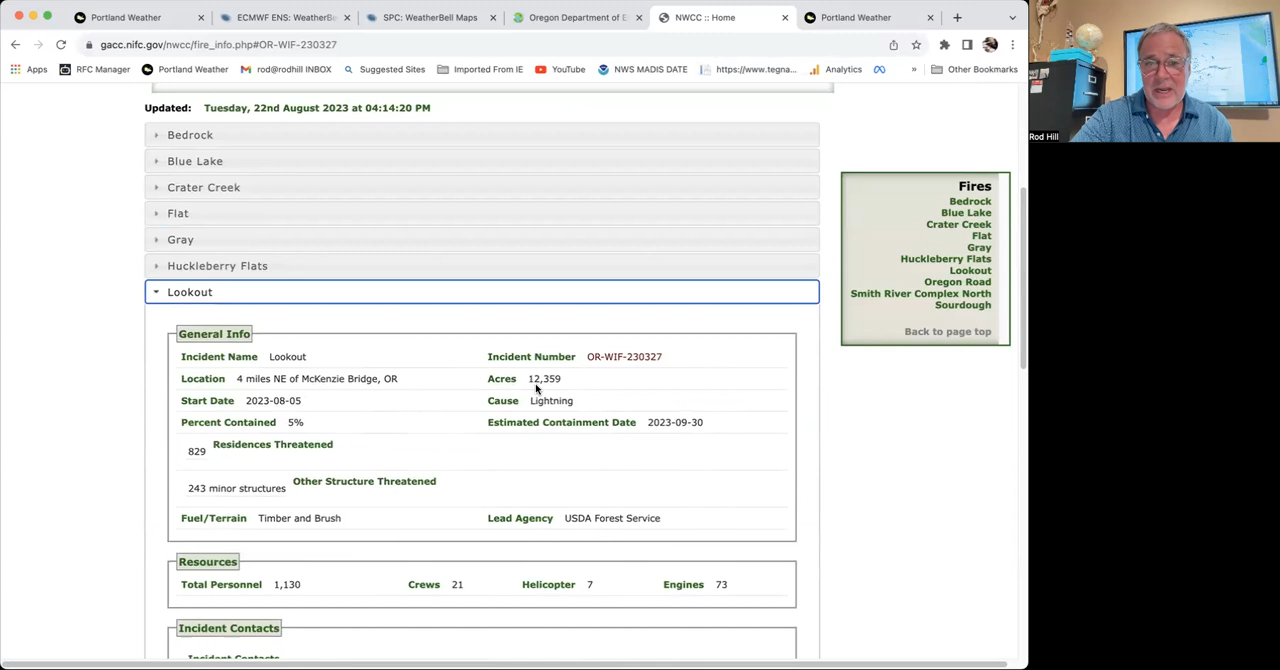 Portland Weather
ECMWF ENS: WeatherBe
SPC: WeatherBell Maps
Oregon Department of E
NWCC :: Home
Portland Weather
gacc.nifc.gov/nwcc/fire_info.php#OR-WIF-230327
Apps
RFC Manager
Portland Weather
rod@rodhill INBOX
Suggested Sites
Imported From IE
YouTube
NWS MADIS DATE
https://www.tegna...
Analytics
»
Other Bookmarks
Rod Hill
Updated: Tuesday, 22nd August 2023 at 04:14:20 PM
Bedrock
Blue Lake
Crater Creek
Flat
Gray
Huckleberry Flats
Lookout
General Info
Incident Name Lookout Incident Number OR-WIF-230327
Location 4 miles NE of McKenzie Bridge, OR Acres 12,359
Start Date 2023-08-05 Cause Lightning
Percent Contained 5% Estimated Containment Date 2023-09-30
Residences Threatened
829
Other Structure Threatened
243 minor structures
Fuel/Terrain Timber and Brush Lead Agency USDA Forest Service
Resources
Total Personnel 1,130 Crews 21 Helicopter 7 Engines 73
Incident Contacts
Incident Contacts
Fires
Bedrock
Blue Lake
Crater Creek
Flat
Gray
Huckleberry Flats
Lookout
Oregon Road
Smith River Complex North
Sourdough
Back to page top